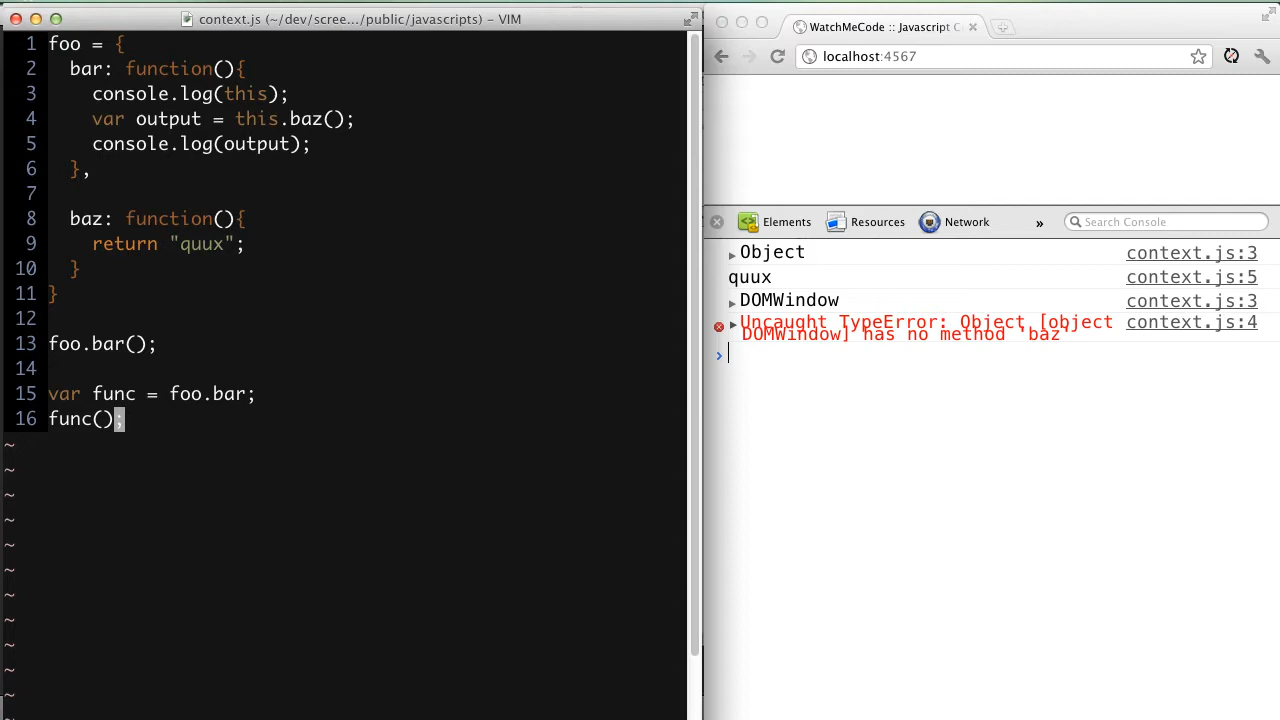 context.js (~/dev/scree.../public/javascripts) – VIM
1 foo = {
2   bar: function(){
3     console.log(this);
4     var output = this.baz();
5     console.log(output);
6   },
7
8   baz: function(){
9     return "quux";
10   }
11 }
12
13 foo.bar();
14
15 var func = foo.bar;
16 func();
~
~
~
~
~
~
~
~
~
~
~
WatchMeCode :: Javascript C
localhost:4567
Elements Resources Network » Search Console
Object context.js:3
quux context.js:5
DOMWindow context.js:3
Uncaught TypeError: Object [object context.js:4
DOMWindow] has no method 'baz'
>